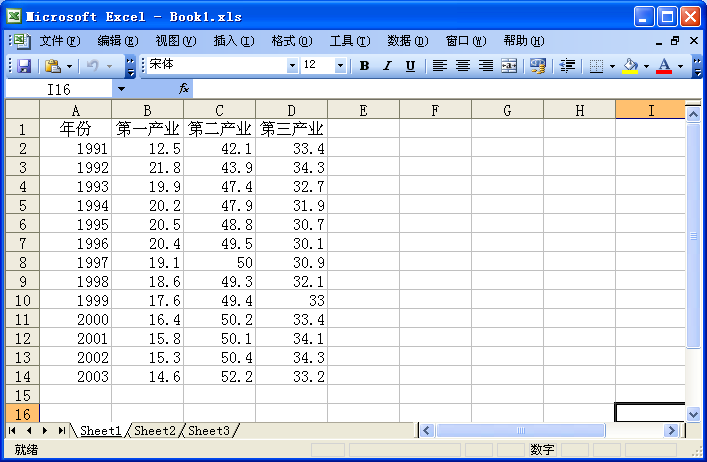 Microsoft Excel - Book1.xls
文件(F) 编辑(E) 视图(V) 插入(I) 格式(O) 工具(T) 数据(D) 窗口(W) 帮助(H)
宋体 12 B I U A
I16 fx
A B C D E F G H I
1 年份 第一产业 第二产业 第三产业
2 1991 12.5 42.1 33.4
3 1992 21.8 43.9 34.3
4 1993 19.9 47.4 32.7
5 1994 20.2 47.9 31.9
6 1995 20.5 48.8 30.7
7 1996 20.4 49.5 30.1
8 1997 19.1 50 30.9
9 1998 18.6 49.3 32.1
10 1999 17.6 49.4 33
11 2000 16.4 50.2 33.4
12 2001 15.8 50.1 34.1
13 2002 15.3 50.4 34.3
14 2003 14.6 52.2 33.2
15
16
Sheet1 Sheet2 Sheet3
就绪 数字